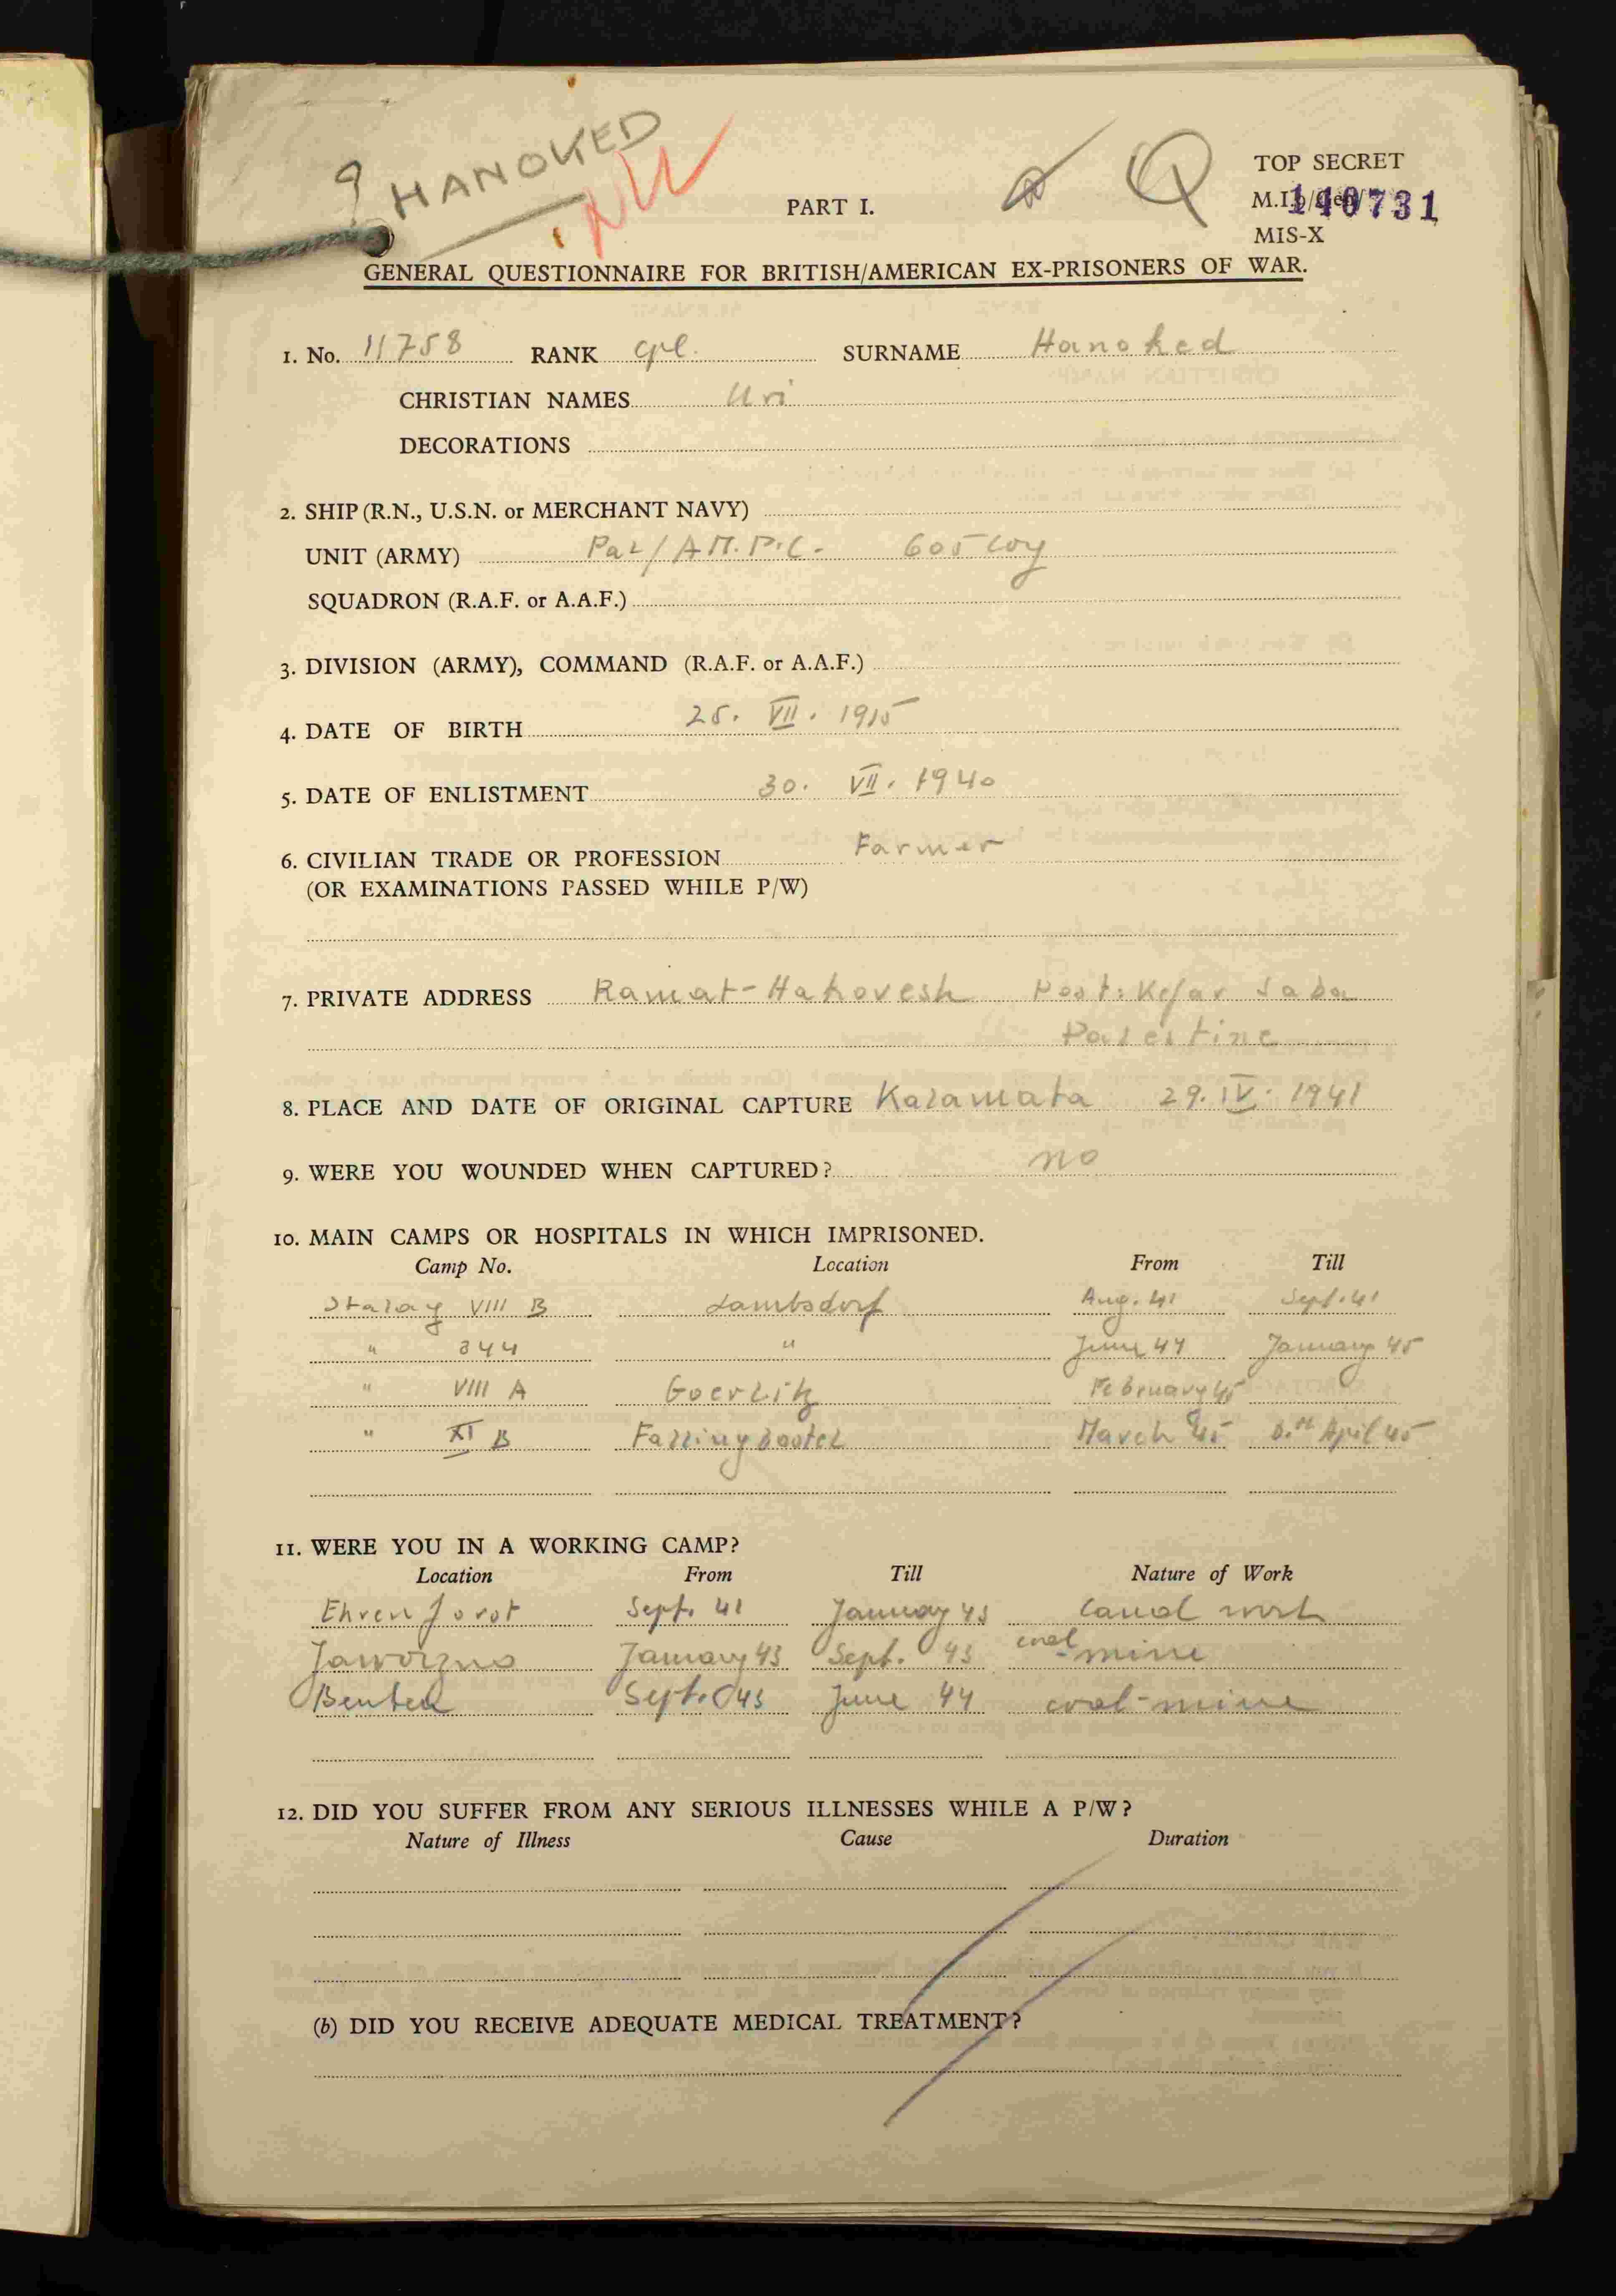 ? HANOKED
NU
Q
TOP SECRET
PART I.
M.I.9/Gen/ 140731
MIS-X
GENERAL QUESTIONNAIRE FOR BRITISH/AMERICAN EX-PRISONERS OF WAR.
1. No. 11758 RANK Cpl. SURNAME Hanoked
CHRISTIAN NAMES Uri
DECORATIONS
2. SHIP (R.N., U.S.N. or MERCHANT NAVY)
UNIT (ARMY) Pal/A.M.P.C. 605 Coy
SQUADRON (R.A.F. or A.A.F.)
3. DIVISION (ARMY), COMMAND (R.A.F. or A.A.F.)
4. DATE OF BIRTH 25. VII. 1915
5. DATE OF ENLISTMENT 30. VII. 1940
6. CIVILIAN TRADE OR PROFESSION Farmer
(OR EXAMINATIONS PASSED WHILE P/W)
7. PRIVATE ADDRESS Ramat-Hakovesh Post: Kefar Saba
Palestine
8. PLACE AND DATE OF ORIGINAL CAPTURE Kalamata 29. IV. 1941
9. WERE YOU WOUNDED WHEN CAPTURED? no
10. MAIN CAMPS OR HOSPITALS IN WHICH IMPRISONED.
Camp No. Location From Till
Stalag VIII B Lambsdorf Aug. 41 Sept. 41
" 344 " June 44 January 45
" VIII A Goerlitz February 45
" XI B Fallingbostel March 45 April 45
11. WERE YOU IN A WORKING CAMP?
Location From Till Nature of Work
Ehrenforst Sept. 41 January 43 Canal work
Jaworzno January 43 Sept. 43 coal-mine
Beuten Sept. 43 June 44 coal-mine
12. DID YOU SUFFER FROM ANY SERIOUS ILLNESSES WHILE A P/W?
Nature of Illness Cause Duration
(b) DID YOU RECEIVE ADEQUATE MEDICAL TREATMENT?